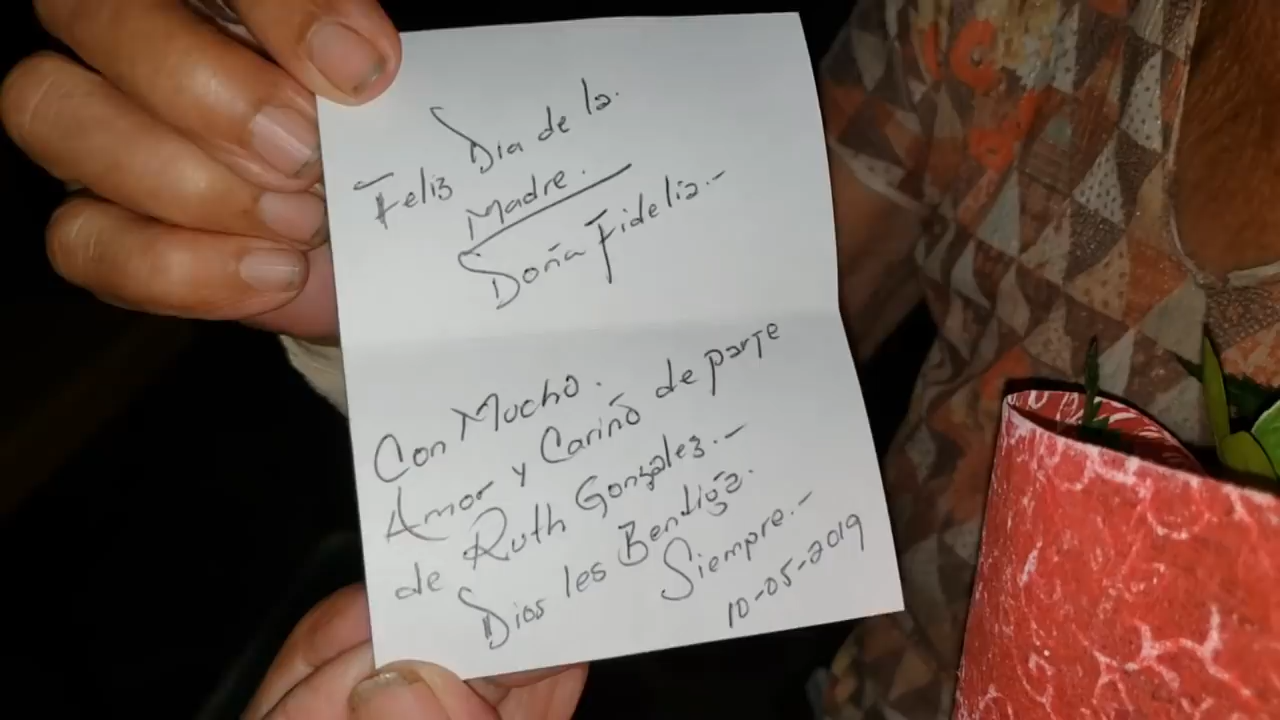 Feliz Dia de la.
Madre.
Doña Fidelia.-
Con Mucho.
Amor y Cariño de parte
de Ruth Gonzalez.-
Dios les Bendiga.
Siempre.-
10-05-2019